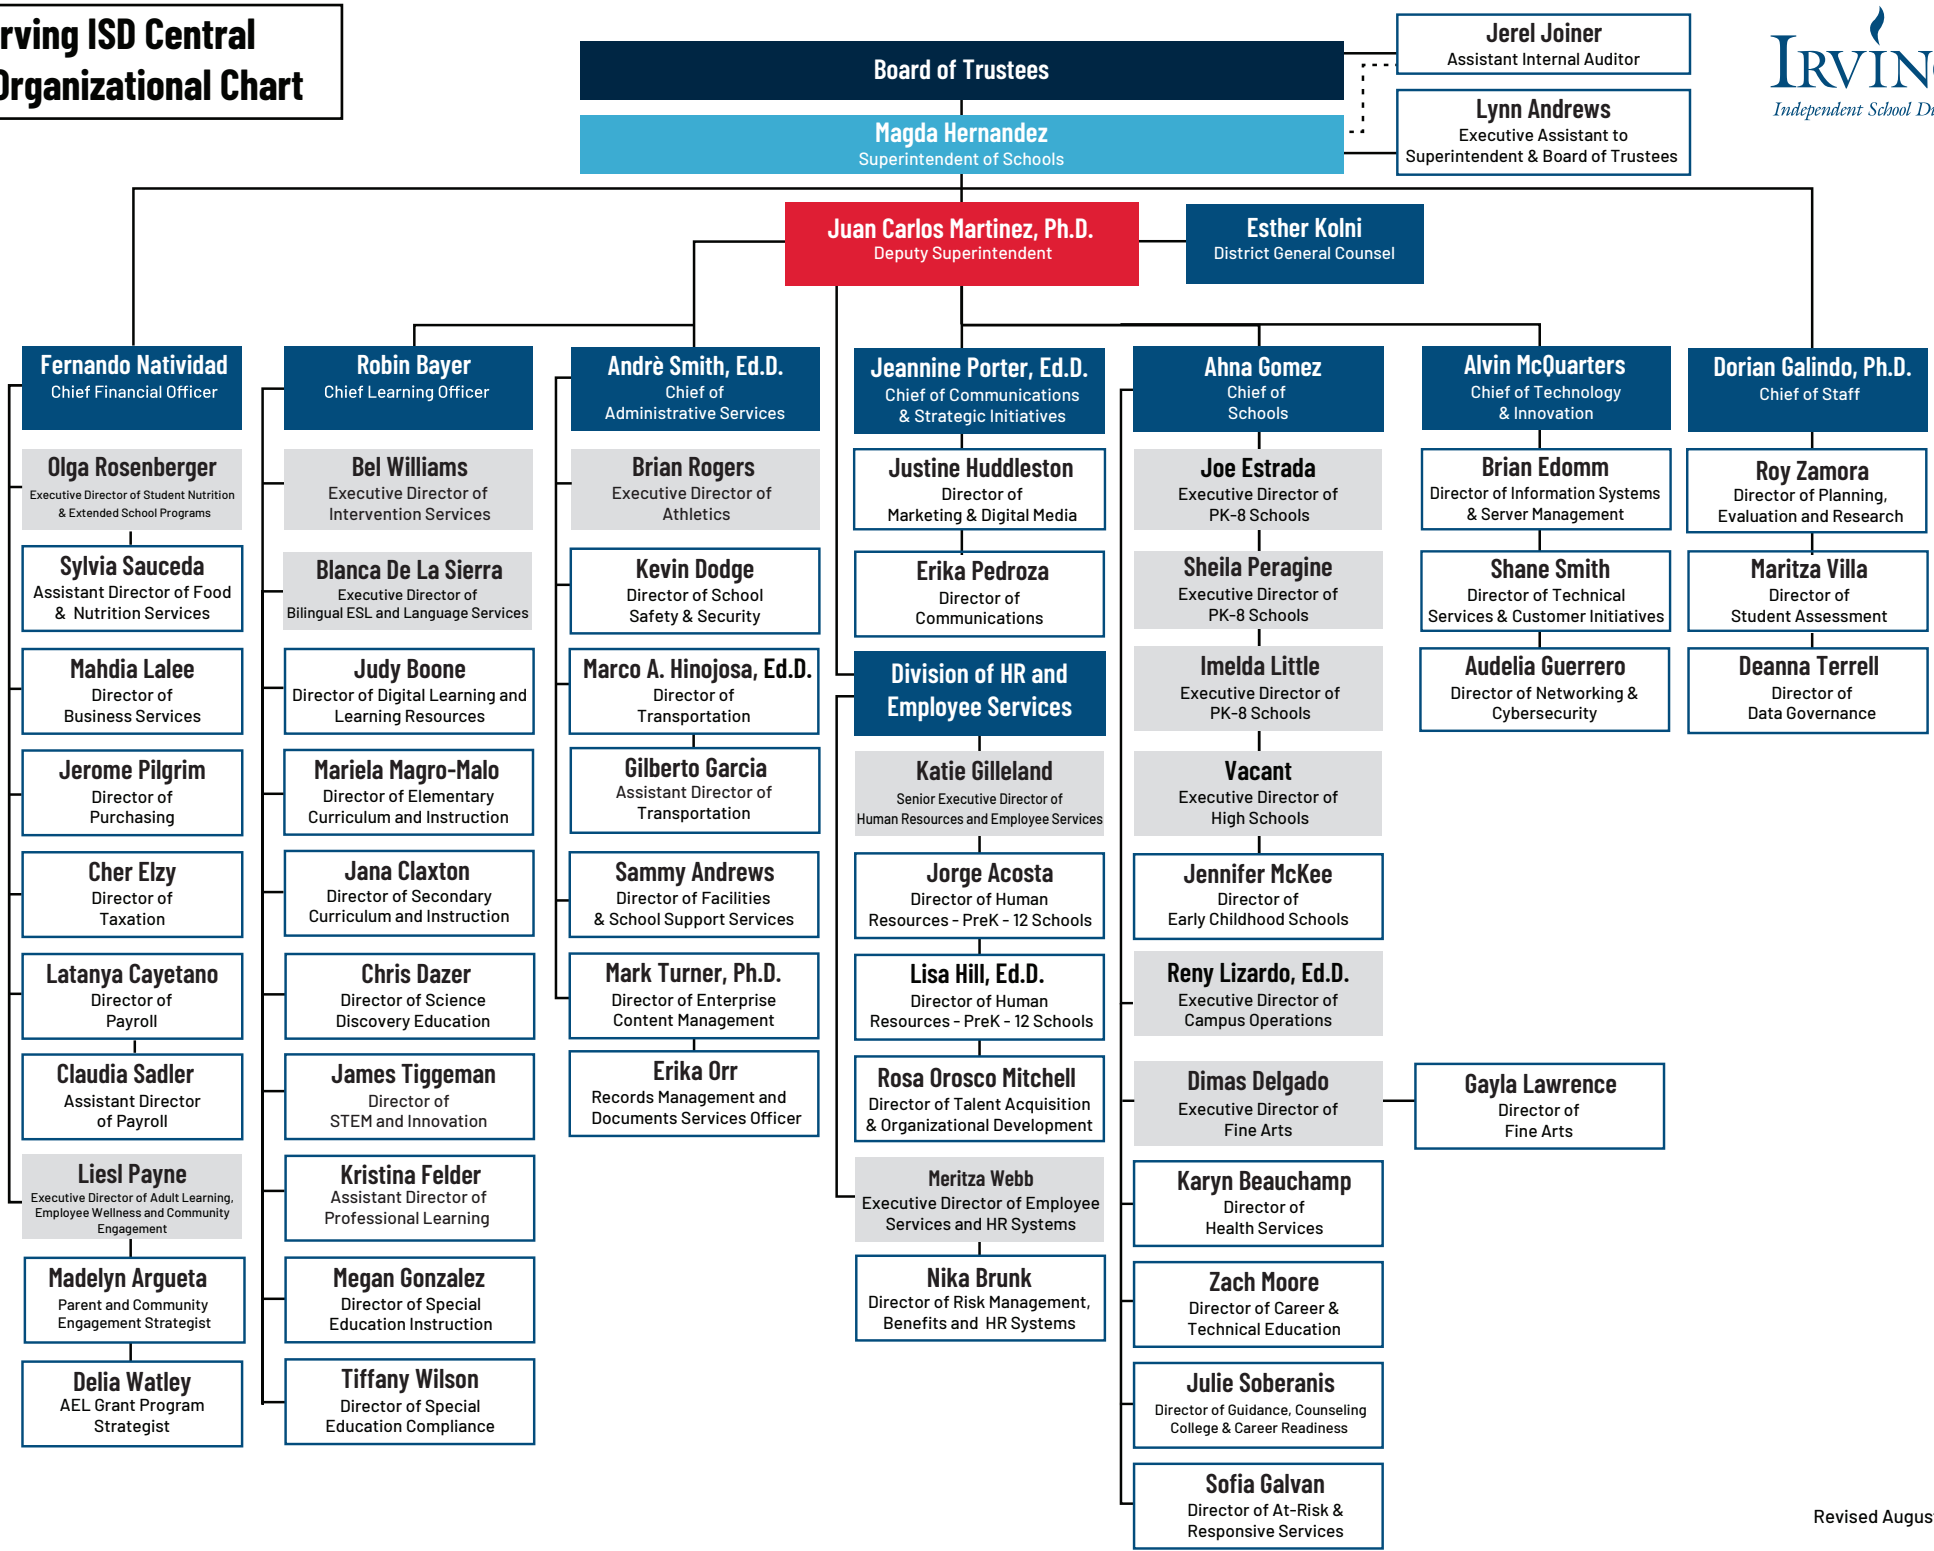 rving ISD Central
Organizational Chart
Board of Trustees
Magda Hernandez
Superintendent of Schools
Jerel Joiner
Assistant Internal Auditor
Lynn Andrews
Executive Assistant to
Superintendent & Board of Trustees
IRVIN
Independent School Di
Juan Carlos Martinez, Ph.D.
Deputy Superintendent
Esther Kolni
District General Counsel
Fernando Natividad
Chief Financial Officer
Olga Rosenberger
Executive Director of Student Nutrition
& Extended School Programs
Sylvia Sauceda
Assistant Director of Food
& Nutrition Services
Mahdia Lalee
Director of
Business Services
Jerome Pilgrim
Director of
Purchasing
Cher Elzy
Director of
Taxation
Latanya Cayetano
Director of
Payroll
Claudia Sadler
Assistant Director
of Payroll
Liesl Payne
Executive Director of Adult Learning,
Employee Wellness and Community
Engagement
Madelyn Argueta
Parent and Community
Engagement Strategist
Delia Watley
AEL Grant Program
Strategist
Robin Bayer
Chief Learning Officer
Bel Williams
Executive Director of
Intervention Services
Blanca De La Sierra
Executive Director of
Bilingual ESL and Language Services
Judy Boone
Director of Digital Learning and
Learning Resources
Mariela Magro-Malo
Director of Elementary
Curriculum and Instruction
Jana Claxton
Director of Secondary
Curriculum and Instruction
Chris Dazer
Director of Science
Discovery Education
James Tiggeman
Director of
STEM and Innovation
Kristina Felder
Assistant Director of
Professional Learning
Megan Gonzalez
Director of Special
Education Instruction
Tiffany Wilson
Director of Special
Education Compliance
Andrè Smith, Ed.D.
Chief of
Administrative Services
Brian Rogers
Executive Director of
Athletics
Kevin Dodge
Director of School
Safety & Security
Marco A. Hinojosa, Ed.D.
Director of
Transportation
Gilberto Garcia
Assistant Director of
Transportation
Sammy Andrews
Director of Facilities
& School Support Services
Mark Turner, Ph.D.
Director of Enterprise
Content Management
Erika Orr
Records Management and
Documents Services Officer
Jeannine Porter, Ed.D.
Chief of Communications
& Strategic Initiatives
Justine Huddleston
Director of
Marketing & Digital Media
Erika Pedroza
Director of
Communications
Division of HR and
Employee Services
Katie Gilleland
Senior Executive Director of
Human Resources and Employee Services
Jorge Acosta
Director of Human
Resources - PreK - 12 Schools
Lisa Hill, Ed.D.
Director of Human
Resources - PreK - 12 Schools
Rosa Orosco Mitchell
Director of Talent Acquisition
& Organizational Development
Meritza Webb
Executive Director of Employee
Services and HR Systems
Nika Brunk
Director of Risk Management,
Benefits and HR Systems
Ahna Gomez
Chief of
Schools
Joe Estrada
Executive Director of
PK-8 Schools
Sheila Peragine
Executive Director of
PK-8 Schools
Imelda Little
Executive Director of
PK-8 Schools
Vacant
Executive Director of
High Schools
Jennifer McKee
Director of
Early Childhood Schools
Reny Lizardo, Ed.D.
Executive Director of
Campus Operations
Dimas Delgado
Executive Director of
Fine Arts
Gayla Lawrence
Director of
Fine Arts
Karyn Beauchamp
Director of
Health Services
Zach Moore
Director of Career &
Technical Education
Julie Soberanis
Director of Guidance, Counseling
College & Career Readiness
Sofia Galvan
Director of At-Risk &
Responsive Services
Alvin McQuarters
Chief of Technology
& Innovation
Brian Edomm
Director of Information Systems
& Server Management
Shane Smith
Director of Technical
Services & Customer Initiatives
Audelia Guerrero
Director of Networking &
Cybersecurity
Dorian Galindo, Ph.D.
Chief of Staff
Roy Zamora
Director of Planning,
Evaluation and Research
Maritza Villa
Director of
Student Assessment
Deanna Terrell
Director of
Data Governance
Revised Augus